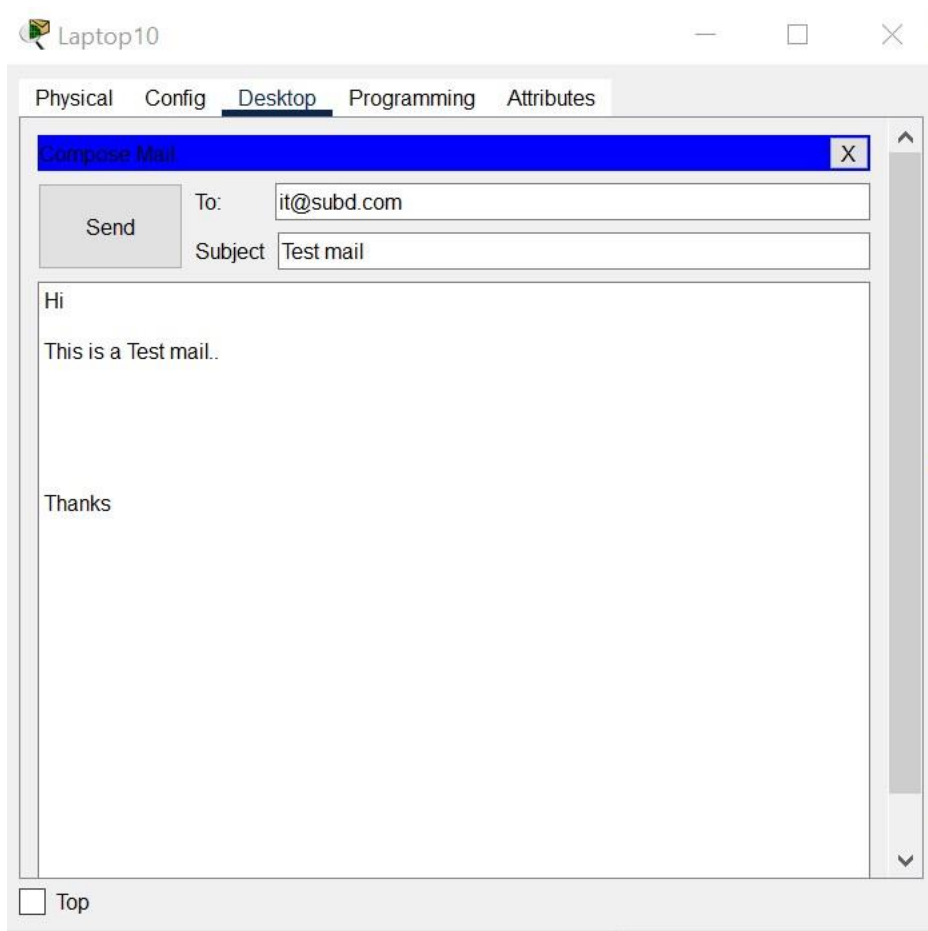 Laptop10
Physical Config Desktop Programming Attributes
Compose Mail
X
Send
To: it@subd.com
Subject Test mail
Hi
This is a Test mail..
Thanks
Top